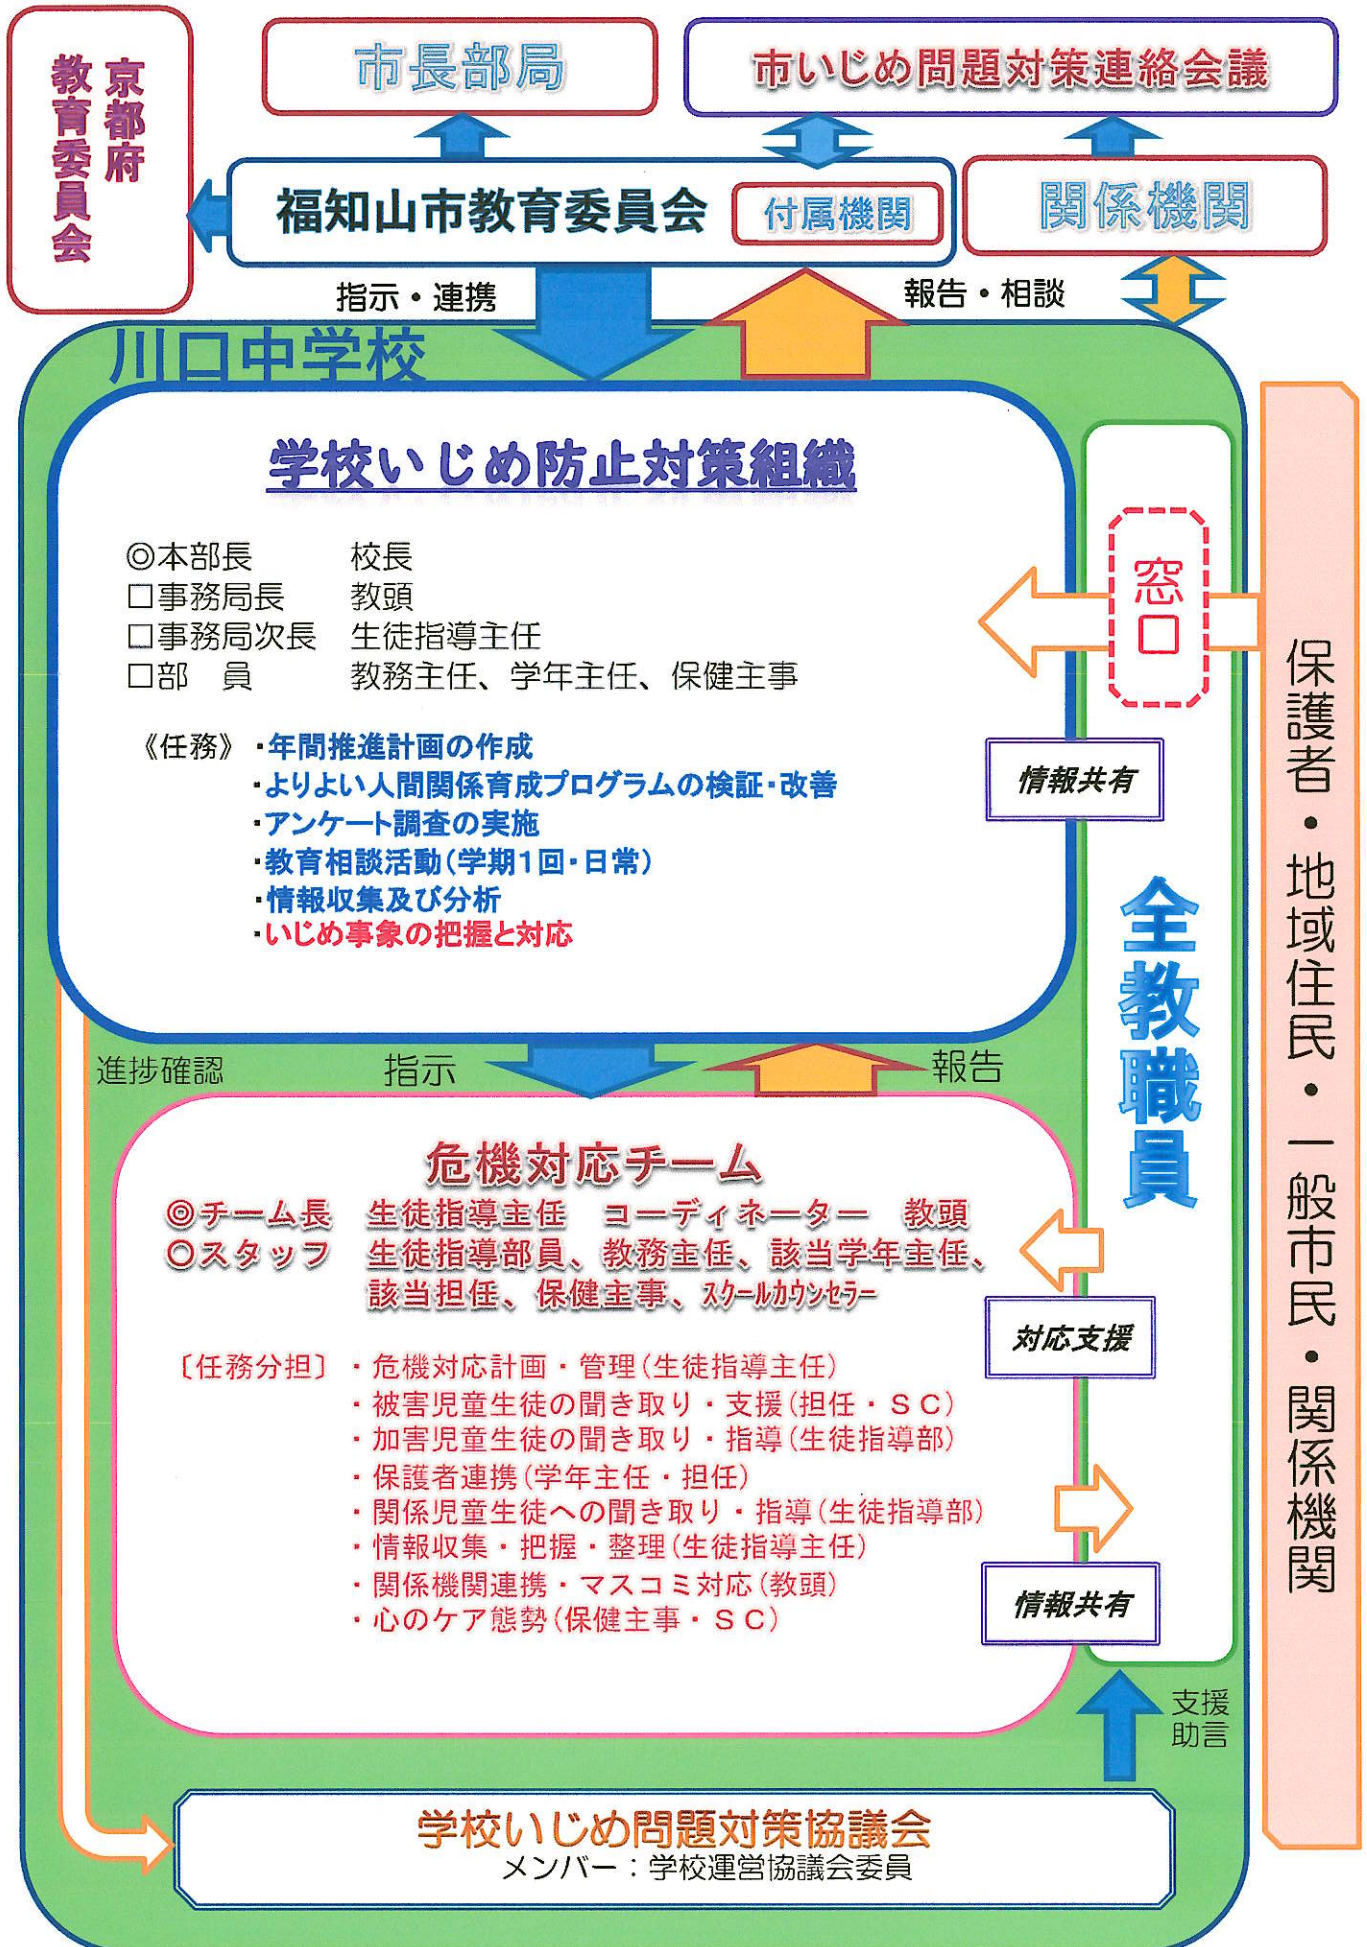 京都府
教育委員会
市長部局
市いじめ問題対策連絡会議
福知山市教育委員会
付属機関
関係機関
指示・連携
報告・相談
川口中学校
学校いじめ防止対策組織
◎本部長 校長
□事務局長 教頭
□事務局次長 生徒指導主任
□部 員 教務主任、学年主任、保健主事
《任務》・年間推進計画の作成
・よりよい人間関係育成プログラムの検証・改善
・アンケート調査の実施
・教育相談活動(学期1回・日常)
・情報収集及び分析
・いじめ事象の把握と対応
窓口
情報共有
全教職員
保護者・地域住民・一般市民・関係機関
進捗確認
指示
報告
危機対応チーム
◎チーム長 生徒指導主任 コーディネーター 教頭
○スタッフ 生徒指導部員、教務主任、該当学年主任、
該当担任、保健主事、スクールカウンセラー
〔任務分担〕・危機対応計画・管理(生徒指導主任)
・被害児童生徒の聞き取り・支援(担任・SC)
・加害児童生徒の聞き取り・指導(生徒指導部)
・保護者連携(学年主任・担任)
・関係児童生徒への聞き取り・指導(生徒指導部)
・情報収集・把握・整理(生徒指導主任)
・関係機関連携・マスコミ対応(教頭)
・心のケア態勢(保健主事・SC)
対応支援
情報共有
支援
助言
学校いじめ問題対策協議会
メンバー：学校運営協議会委員